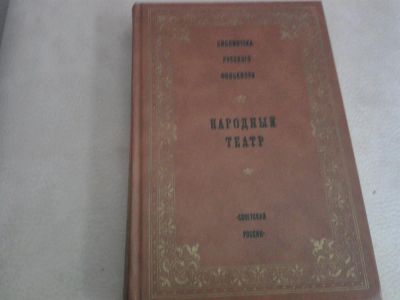 БИБЛИОТЕКА
РУССКОГО
ФОЛЬКЛОРА
НАРОДНЫЙ
ТЕАТР
«СОВЕТСКАЯ
РОССИЯ»